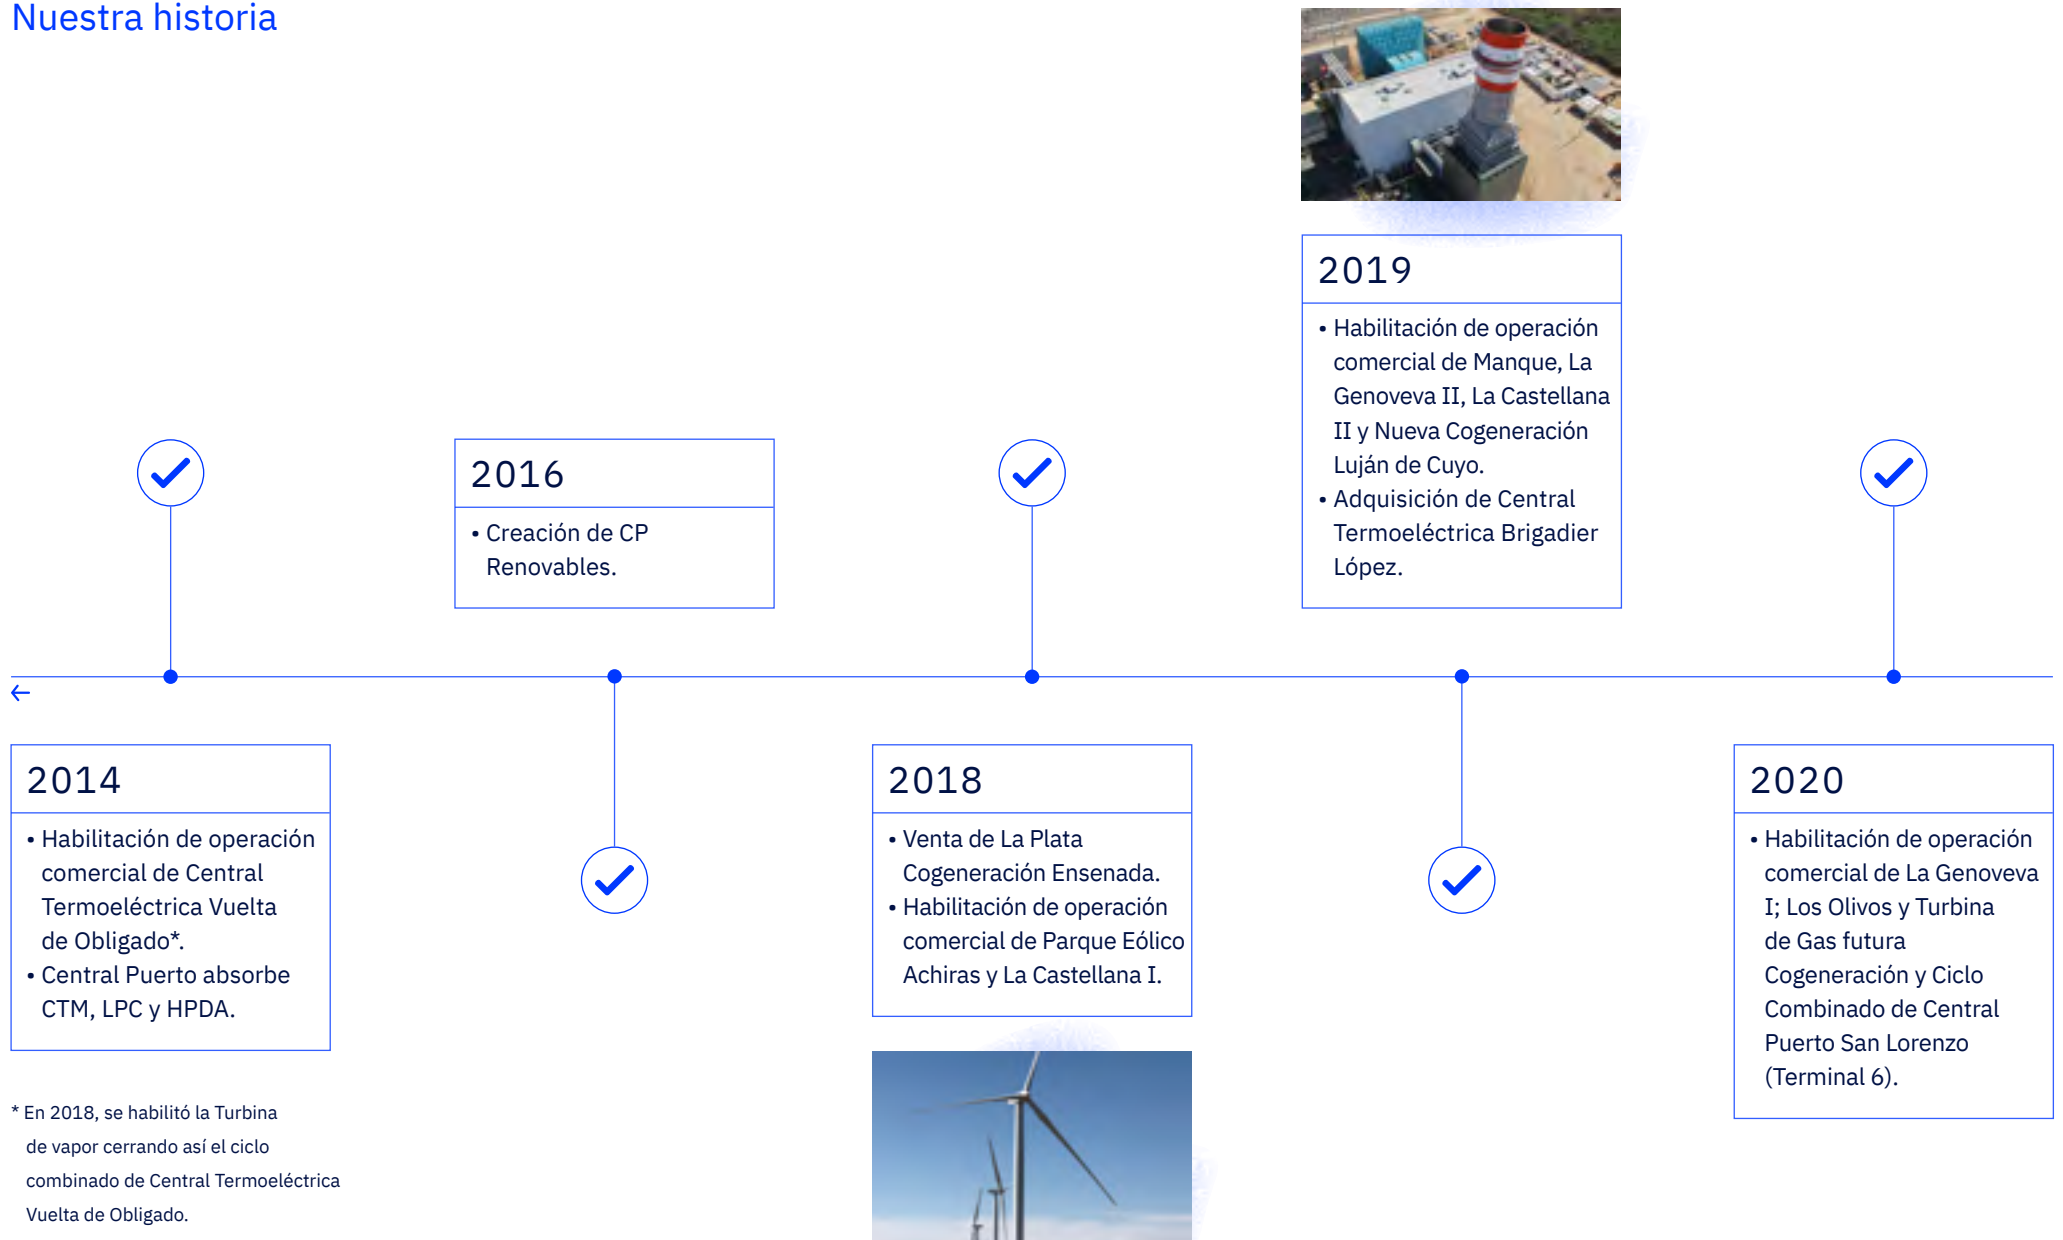 Nuestra historia
2014
• Habilitación de operación
comercial de Central
Termoeléctrica Vuelta
de Obligado*.
• Central Puerto absorbe
CTM, LPC y HPDA.
* En 2018, se habilitó la Turbina
de vapor cerrando así el ciclo
combinado de Central Termoeléctrica
Vuelta de Obligado.
2016
• Creación de CP
Renovables.
2018
• Venta de La Plata
Cogeneración Ensenada.
• Habilitación de operación
comercial de Parque Eólico
Achiras y La Castellana I.
2019
• Habilitación de operación
comercial de Manque, La
Genoveva II, La Castellana
II y Nueva Cogeneración
Luján de Cuyo.
• Adquisición de Central
Termoeléctrica Brigadier
López.
2020
• Habilitación de operación
comercial de La Genoveva
I; Los Olivos y Turbina
de Gas futura
Cogeneración y Ciclo
Combinado de Central
Puerto San Lorenzo
(Terminal 6).